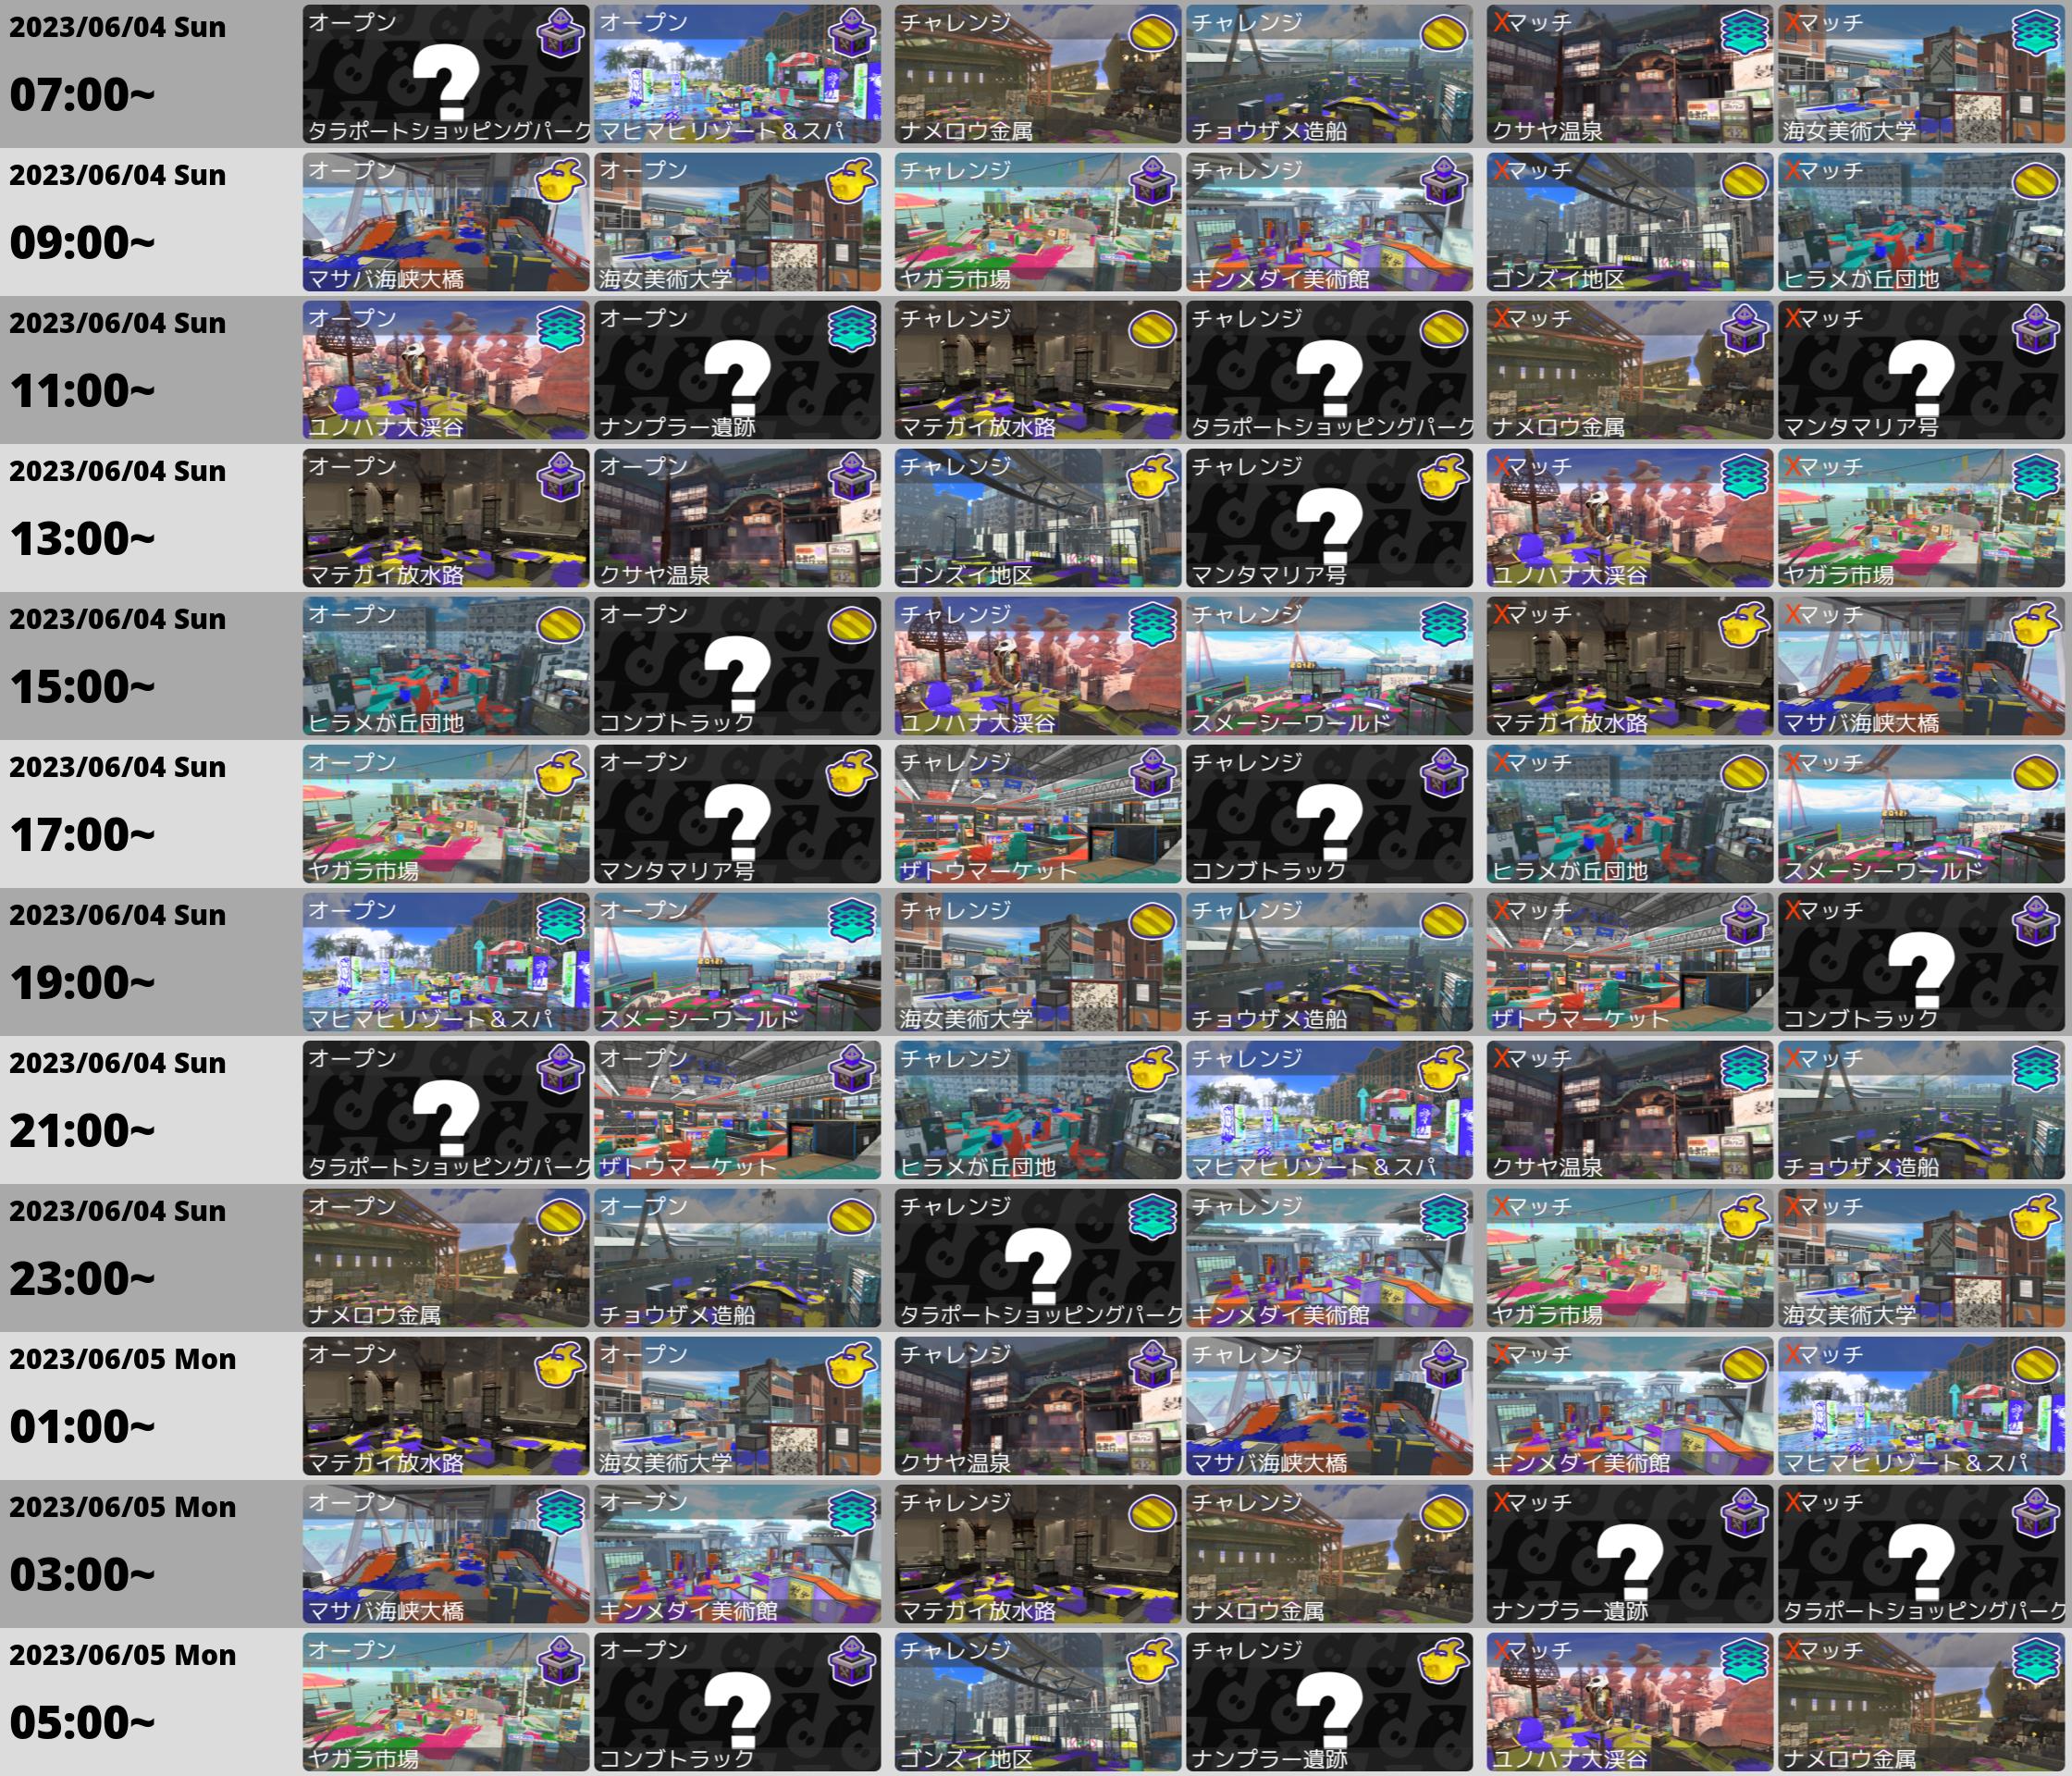 2023/06/04 Sun
07:00~
オープン
タラポートショッピングパーク
オープン
マヒマヒリゾート＆スパ
チャレンジ
ナメロウ金属
チャレンジ
チョウザメ造船
Xマッチ
クサヤ温泉
Xマッチ
海女美術大学
2023/06/04 Sun
09:00~
オープン
マサバ海峡大橋
オープン
海女美術大学
チャレンジ
ヤガラ市場
チャレンジ
キンメダイ美術館
Xマッチ
ゴンズイ地区
Xマッチ
ヒラメが丘団地
2023/06/04 Sun
11:00~
オープン
ユノハナ大渓谷
オープン
ナンプラー遺跡
チャレンジ
マテガイ放水路
チャレンジ
タラポートショッピングパーク
Xマッチ
ナメロウ金属
Xマッチ
マンタマリア号
2023/06/04 Sun
13:00~
オープン
マテガイ放水路
オープン
クサヤ温泉
チャレンジ
ゴンズイ地区
チャレンジ
マンタマリア号
Xマッチ
ユノハナ大渓谷
Xマッチ
ヤガラ市場
2023/06/04 Sun
15:00~
オープン
ヒラメが丘団地
オープン
コンブトラック
チャレンジ
ユノハナ大渓谷
チャレンジ
スメーシーワールド
Xマッチ
マテガイ放水路
Xマッチ
マサバ海峡大橋
2023/06/04 Sun
17:00~
オープン
ヤガラ市場
オープン
マンタマリア号
チャレンジ
ザトウマーケット
チャレンジ
コンブトラック
Xマッチ
ヒラメが丘団地
Xマッチ
スメーシーワールド
2023/06/04 Sun
19:00~
オープン
マヒマヒリゾート＆スパ
オープン
スメーシーワールド
チャレンジ
海女美術大学
チャレンジ
チョウザメ造船
Xマッチ
ザトウマーケット
Xマッチ
コンブトラック
2023/06/04 Sun
21:00~
オープン
タラポートショッピングパーク
オープン
ザトウマーケット
チャレンジ
ヒラメが丘団地
チャレンジ
マヒマヒリゾート＆スパ
Xマッチ
クサヤ温泉
Xマッチ
チョウザメ造船
2023/06/04 Sun
23:00~
オープン
ナメロウ金属
オープン
チョウザメ造船
チャレンジ
タラポートショッピングパーク
チャレンジ
キンメダイ美術館
Xマッチ
ヤガラ市場
Xマッチ
海女美術大学
2023/06/05 Mon
01:00~
オープン
マテガイ放水路
オープン
海女美術大学
チャレンジ
クサヤ温泉
チャレンジ
マサバ海峡大橋
Xマッチ
キンメダイ美術館
Xマッチ
マヒマヒリゾート＆スパ
2023/06/05 Mon
03:00~
オープン
マサバ海峡大橋
オープン
キンメダイ美術館
チャレンジ
マテガイ放水路
チャレンジ
ナメロウ金属
Xマッチ
ナンプラー遺跡
Xマッチ
タラポートショッピングパーク
2023/06/05 Mon
05:00~
オープン
ヤガラ市場
オープン
コンブトラック
チャレンジ
ゴンズイ地区
チャレンジ
ナンプラー遺跡
Xマッチ
ユノハナ大渓谷
Xマッチ
ナメロウ金属